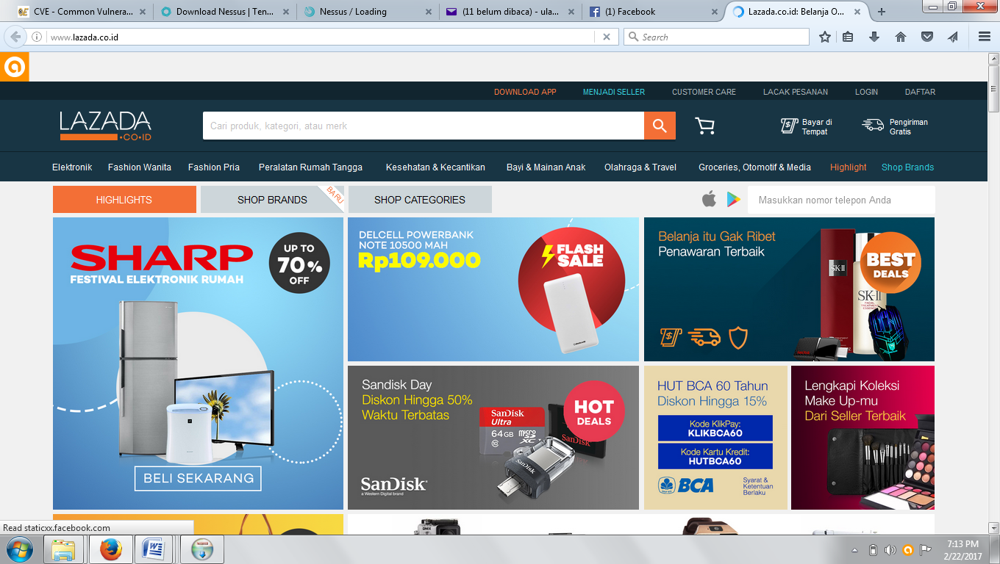 CVE - Common Vulnera...
Download Nessus | Ten...
Nessus / Loading
(11 belum dibaca) - ula...
(1) Facebook
Lazada.co.id: Belanja O...
www.lazada.co.id
Search
DOWNLOAD APP
MENJADI SELLER
CUSTOMER CARE
LACAK PESANAN
LOGIN
DAFTAR
LAZADA
.CO.ID
Cari produk, kategori, atau merk
Bayar di
Tempat
Pengiriman
Gratis
Elektronik
Fashion Wanita
Fashion Pria
Peralatan Rumah Tangga
Kesehatan & Kecantikan
Bayi & Mainan Anak
Olahraga & Travel
Groceries, Otomotif & Media
Highlight
Shop Brands
HIGHLIGHTS
SHOP BRANDS
BARU
SHOP CATEGORIES
Masukkan nomor telepon Anda
SHARP
FESTIVAL ELEKTRONIK RUMAH
UP TO
70%
OFF
BELI SEKARANG
DELCELL POWERBANK
NOTE 10500 MAH
Rp109.000
FLASH
SALE
Belanja itu Gak Ribet
Penawaran Terbaik
BEST
DEALS
SK-II
SK-II
Sandisk Day
Diskon Hingga 50%
Waktu Terbatas
HOT
DEALS
SanDisk
Ultra
64 GB
micro
XC
SanDisk
SanDisk
SanDisk
a Western Digital brand
HUT BCA 60 Tahun
Diskon Hingga 15%
Kode KlikPay:
KLIKBCA60
Kode Kartu Kredit:
HUTBCA60
BCA
Syarat &
Ketentuan
Berlaku
Lengkapi Koleksi
Make Up-mu
Dari Seller Terbaik
Read staticxx.facebook.com
7:13 PM
2/22/2017